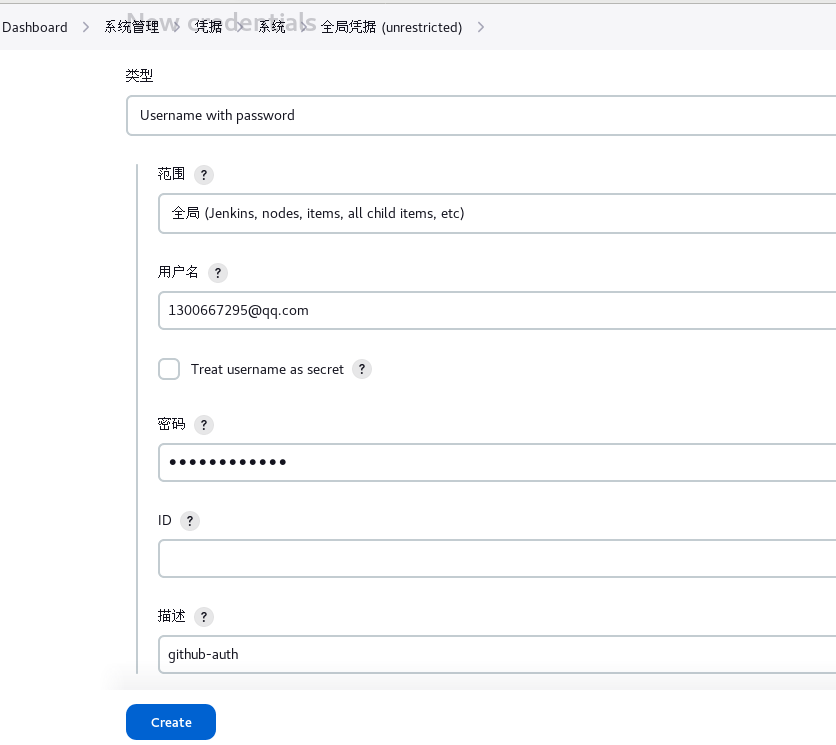 New credentials
Dashboard > 系统管理 > 凭据 > 系统 > 全局凭据 (unrestricted) >
类型
Username with password
范围 ?
全局 (Jenkins, nodes, items, all child items, etc)
用户名 ?
1300667295@qq.com
Treat username as secret ?
密码 ?
••••••••••••
ID ?
描述 ?
github-auth
Create